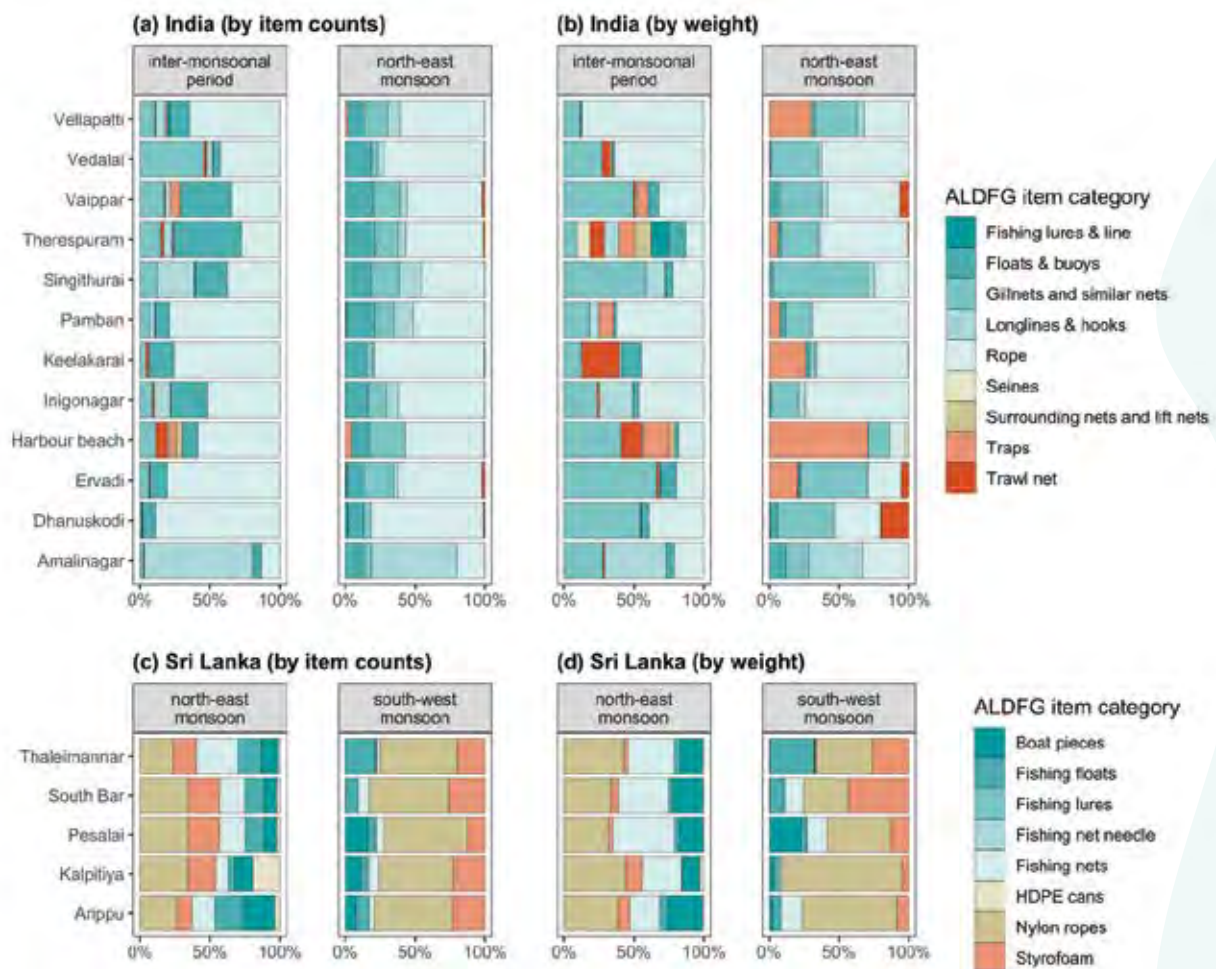 (a) India (by item counts)
(b) India (by weight)
inter-monsoonal
period
north-east
monsoon
inter-monsoonal
period
north-east
monsoon
Vellapatti
Vedalai
Vaippar
Therespuram
Singithurai
Pamban
Keelakarai
Inigonagar
Harbour beach
Ervadi
Dhanuskodi
Amalinagar
0% 50% 100%
0% 50% 100%
0% 50% 100%
0% 50% 100%
ALDFG item category
Fishing lures & line
Floats & buoys
Gillnets and similar nets
Longlines & hooks
Rope
Seines
Surrounding nets and lift nets
Traps
Trawl net
(c) Sri Lanka (by item counts)
(d) Sri Lanka (by weight)
north-east
monsoon
south-west
monsoon
north-east
monsoon
south-west
monsoon
Thaleimannar
South Bar
Pesalai
Kalpitiya
Arippu
0% 50% 100%
0% 50% 100%
0% 50% 100%
0% 50% 100%
ALDFG item category
Boat pieces
Fishing floats
Fishing lures
Fishing net needle
Fishing nets
HDPE cans
Nylon ropes
Styrofoam